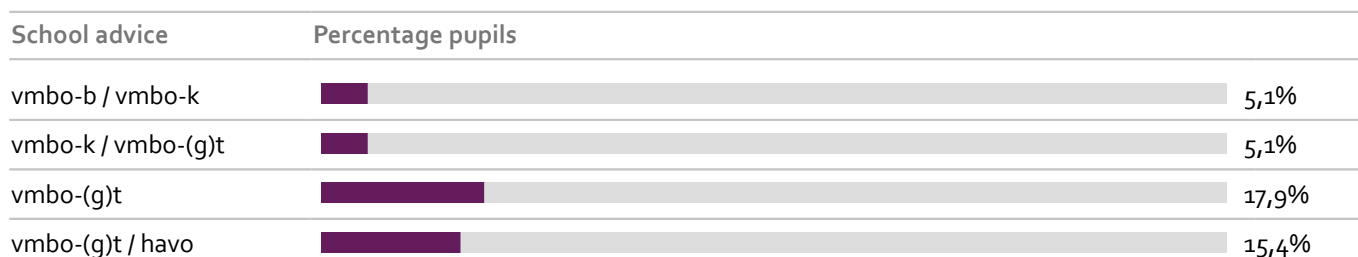 School advice Percentage pupils
vmbo-b / vmbo-k 5,1%
vmbo-k / vmbo-(g)t 5,1%
vmbo-(g)t 17,9%
vmbo-(g)t / havo 15,4%